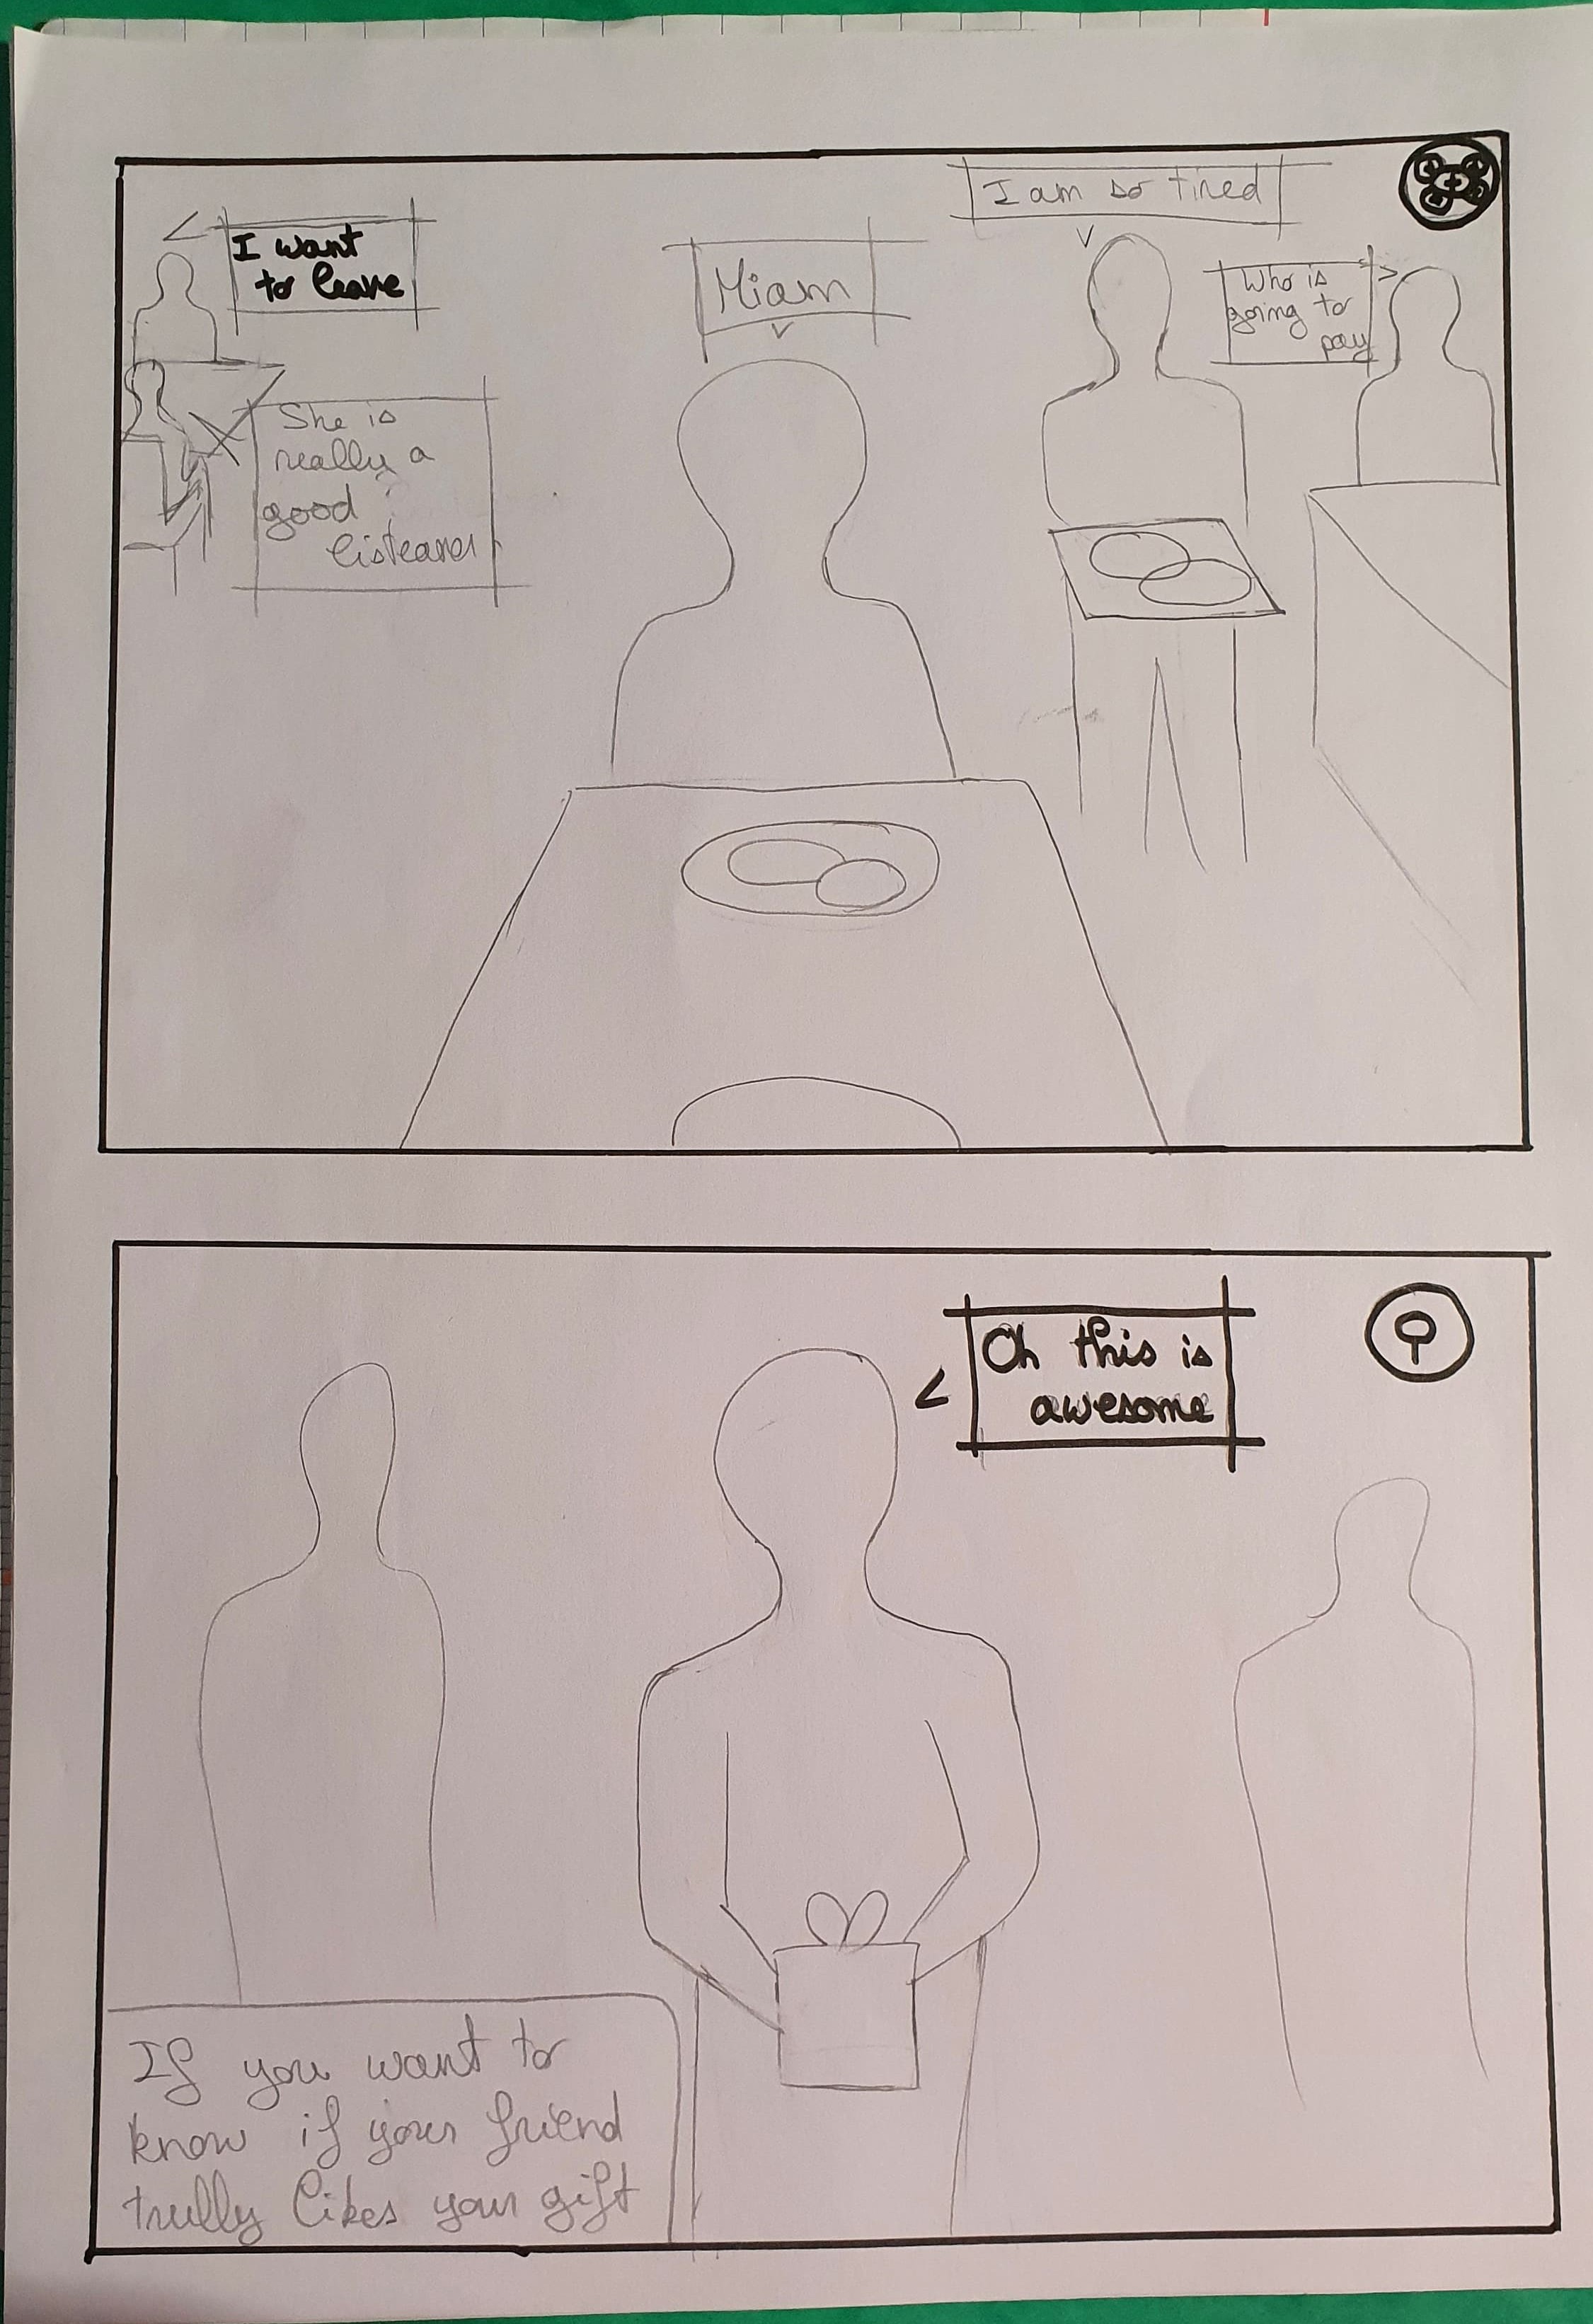 I am so tired
I want
to leave
Miam
Who is
going to
pay
She is
really a
good
listeaner
Oh this is
awesome
If you want to
know if your friend
trully likes your gift